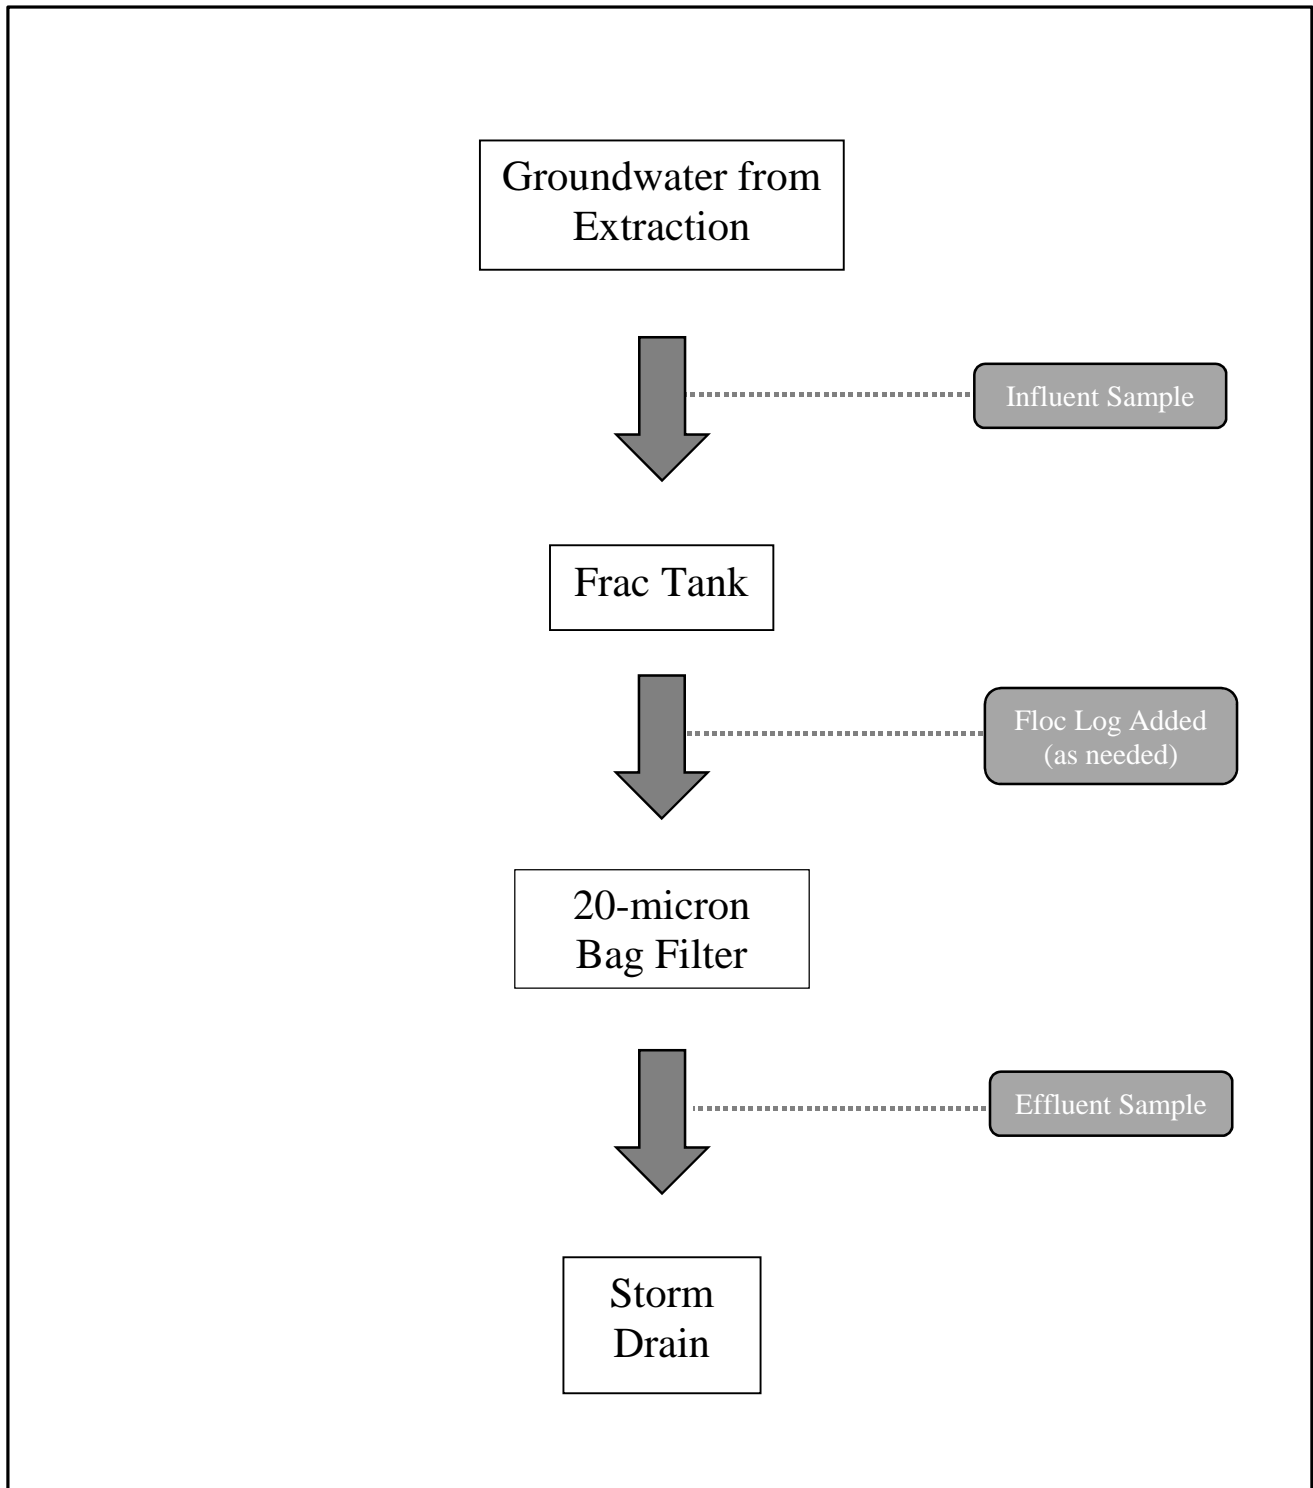 Groundwater from
Extraction
Influent Sample
Frac Tank
Floc Log Added
(as needed)
20-micron
Bag Filter
Effluent Sample
Storm
Drain